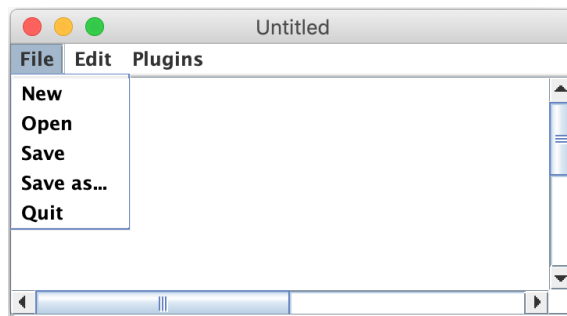 Untitled
File Edit Plugins
New
Open
Save
Save as...
Quit